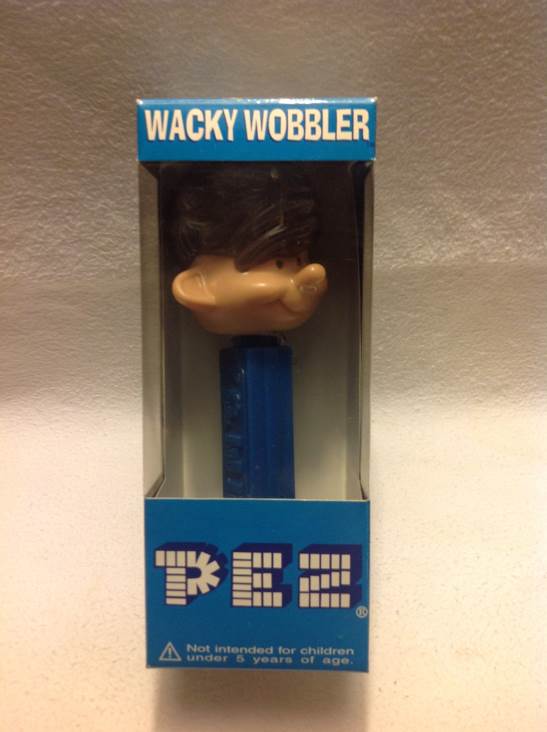 WACKY WOBBLER
PEZ
®
Not intended for children
under 5 years of age.